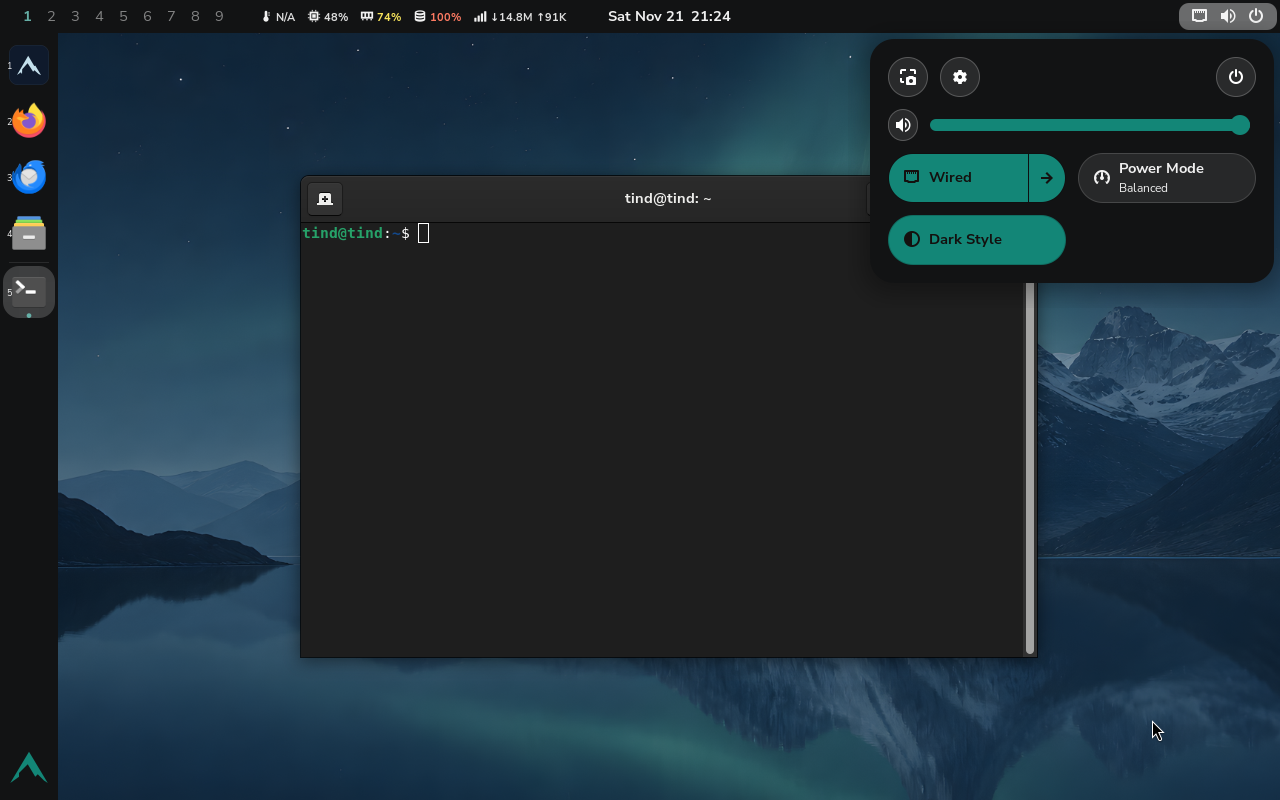 1 2 3 4 5 6 7 8 9 N/A 48% 74% 100% ↓14.8M ↑91K Sat Nov 21 21:24
1
2
3
4
5
tind@tind: ~
tind@tind:~$
Wired
Power Mode
Balanced
Dark Style